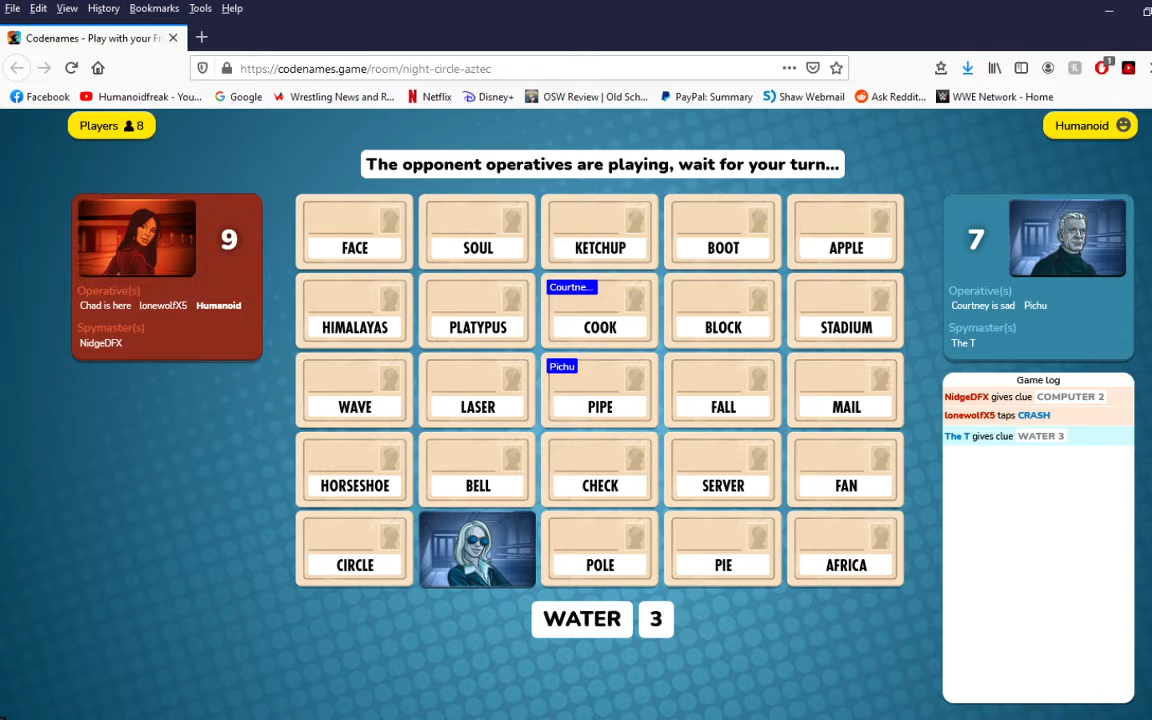 File Edit View History Bookmarks Tools Help
Codenames - Play with your Fri
https://codenames.game/room/night-circle-aztec
1
Facebook Humanoidfreak - You... Google Wrestling News and R... Netflix Disney+ OSW Review | Old Sch... PayPal: Summary Shaw Webmail Ask Reddit... WWE Network - Home
Players 8
Humanoid
The opponent operatives are playing, wait for your turn...
9
Operative(s)
Chad is here lonewolfX5 Humanoid
Spymaster(s)
NidgeDFX
FACE SOUL KETCHUP BOOT APPLE
Courtne...
HIMALAYAS PLATYPUS COOK BLOCK STADIUM
Pichu
WAVE LASER PIPE FALL MAIL
HORSESHOE BELL CHECK SERVER FAN
CIRCLE POLE PIE AFRICA
WATER 3
7
Operative(s)
Courtney is sad Pichu
Spymaster(s)
The T
Game log
NidgeDFX gives clue COMPUTER 2
lonewolfX5 taps CRASH
The T gives clue WATER 3